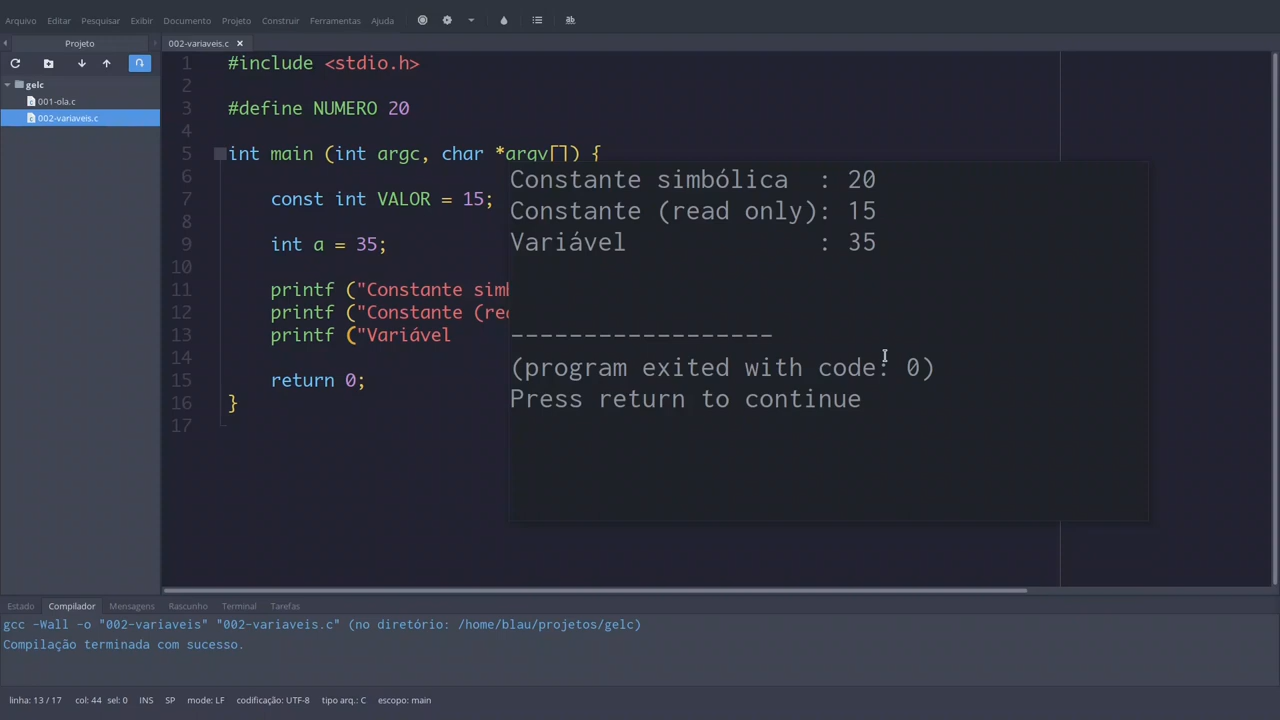 Arquivo Editar Pesquisar Exibir Documento Projeto Construir Ferramentas Ajuda
Projeto
002-variaveis.c
gelc
001-ola.c
002-variaveis.c
1 #include <stdio.h>
2
3 #define NUMERO 20
4
5 int main (int argc, char *argv[]) {
6
7 const int VALOR = 15;
8
9 int a = 35;
10
11 printf ("Constante simb
12 printf ("Constante (rea
13 printf ("Variável
14
15 return 0;
16 }
17
Constante simbólica  : 20
Constante (read only): 15
Variável             : 35
------------------
(program exited with code: 0)
Press return to continue
Estado Compilador Mensagens Rascunho Terminal Tarefas
gcc -Wall -o "002-variaveis" "002-variaveis.c" (no diretório: /home/blau/projetos/gelc)
Compilação terminada com sucesso.
linha: 13 / 17 col: 44 sel: 0 INS SP mode: LF codificação: UTF-8 tipo arq.: C escopo: main